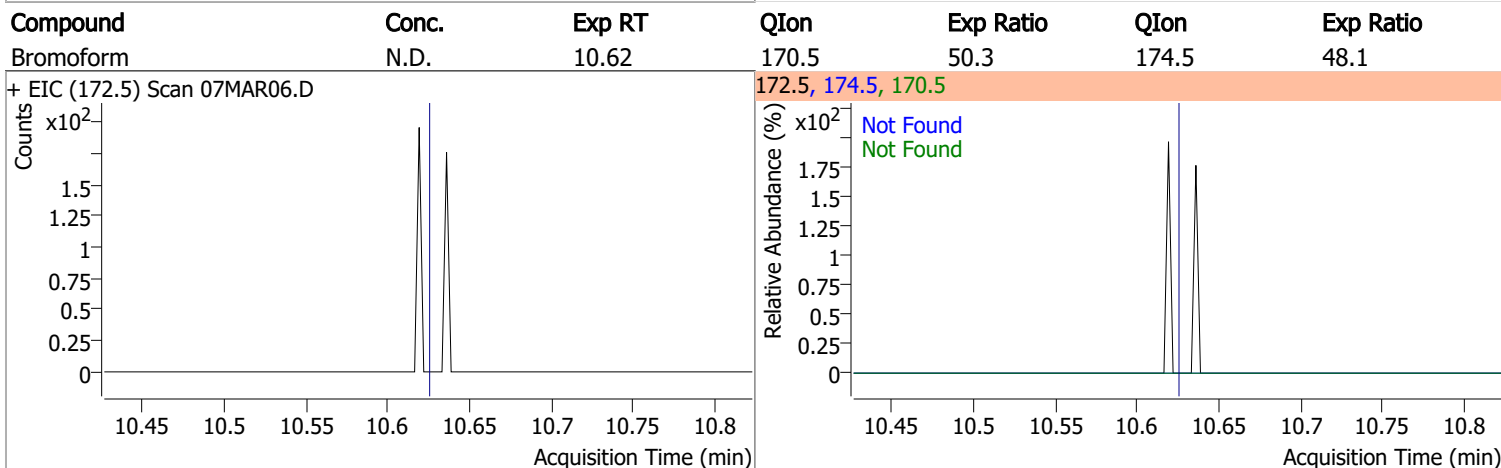 Compound Conc. Exp RT QIon Exp Ratio QIon Exp Ratio
Bromoform N.D. 10.62 170.5 50.3 174.5 48.1
+ EIC (172.5) Scan 07MAR06.D
Counts
x10²
1.5
1.25
1
0.75
0.5
0.25
0
10.45 10.5 10.55 10.6 10.65 10.7 10.75 10.8
Acquisition Time (min)
172.5, 174.5, 170.5
Relative Abundance (%)
x10²
Not Found
Not Found
1.75
1.5
1.25
1
0.75
0.5
0.25
0
10.45 10.5 10.55 10.6 10.65 10.7 10.75 10.8
Acquisition Time (min)